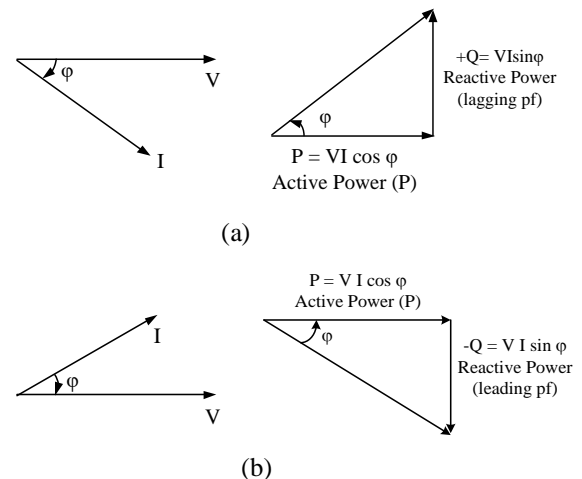 φ
V
I
φ
+Q= VIsinφ
Reactive Power
(lagging pf)
P = VI cos φ
Active Power (P)
(a)
I
φ
V
P = V I cos φ
Active Power (P)
φ
-Q = V I sin φ
Reactive Power
(leading pf)
(b)